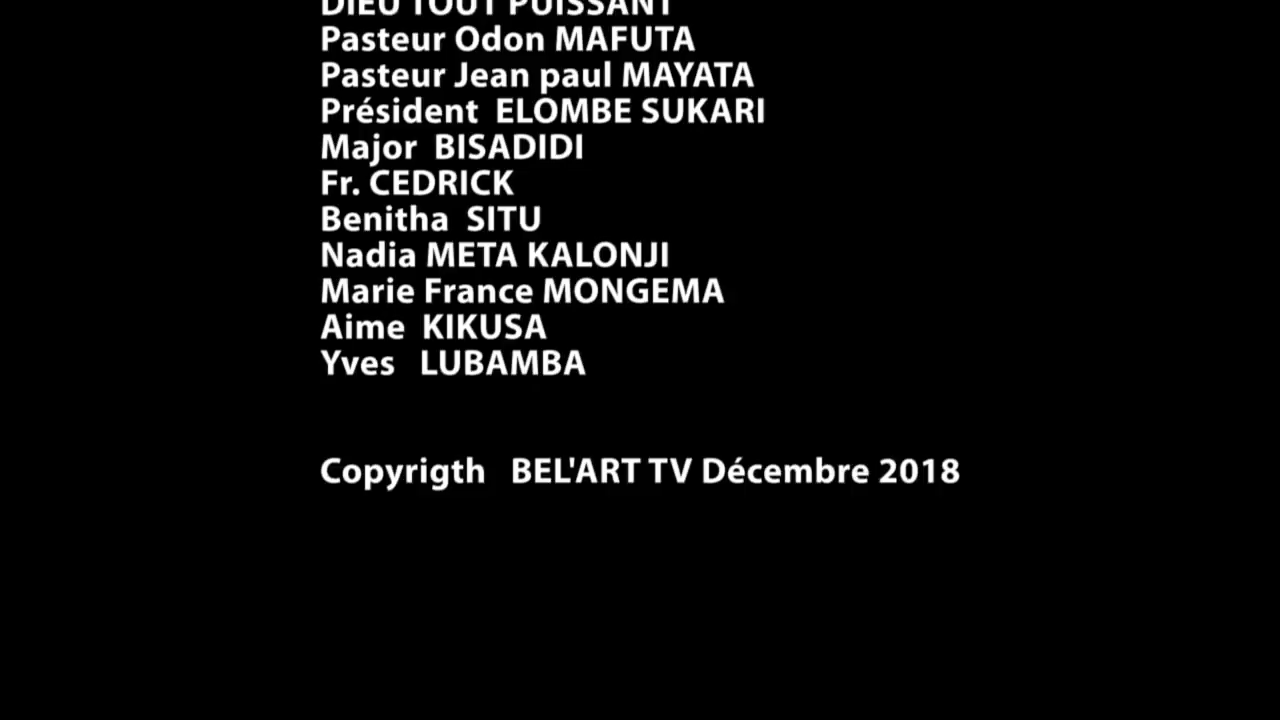 DIEU TOUT PUISSANT
Pasteur Odon MAFUTA
Pasteur Jean paul MAYATA
Président ELOMBE SUKARI
Major BISADIDI
Fr. CEDRICK
Benitha SITU
Nadia META KALONJI
Marie France MONGEMA
Aime KIKUSA
Yves LUBAMBA
Copyrigth BEL'ART TV Décembre 2018